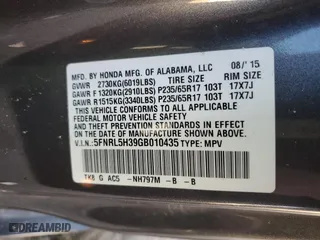 MFD. BY HONDA MFG. OF ALABAMA, LLC 08/'15
GVWR 2730KG(6019LBS) TIRE SIZE RIM SIZE
GAWR F 1320KG(2910LBS) P235/65R17 103T 17X7J
GAWR R1515KG(3340LBS) P235/65R17 103T 17X7J
THIS VEHICLE CONFORMS TO ALL APPLICABLE
FEDERAL MOTOR VEHICLE SAFETY AND
THEFT PREVENTION STANDARDS IN EFFECT ON
THE DATE OF MANUFACTURE SHOWN ABOVE.
V.I.N.: 5FNRL5H39GB010435 TYPE: MPV
TK8 G AC5 -NH797M -B -B
DREAMBID